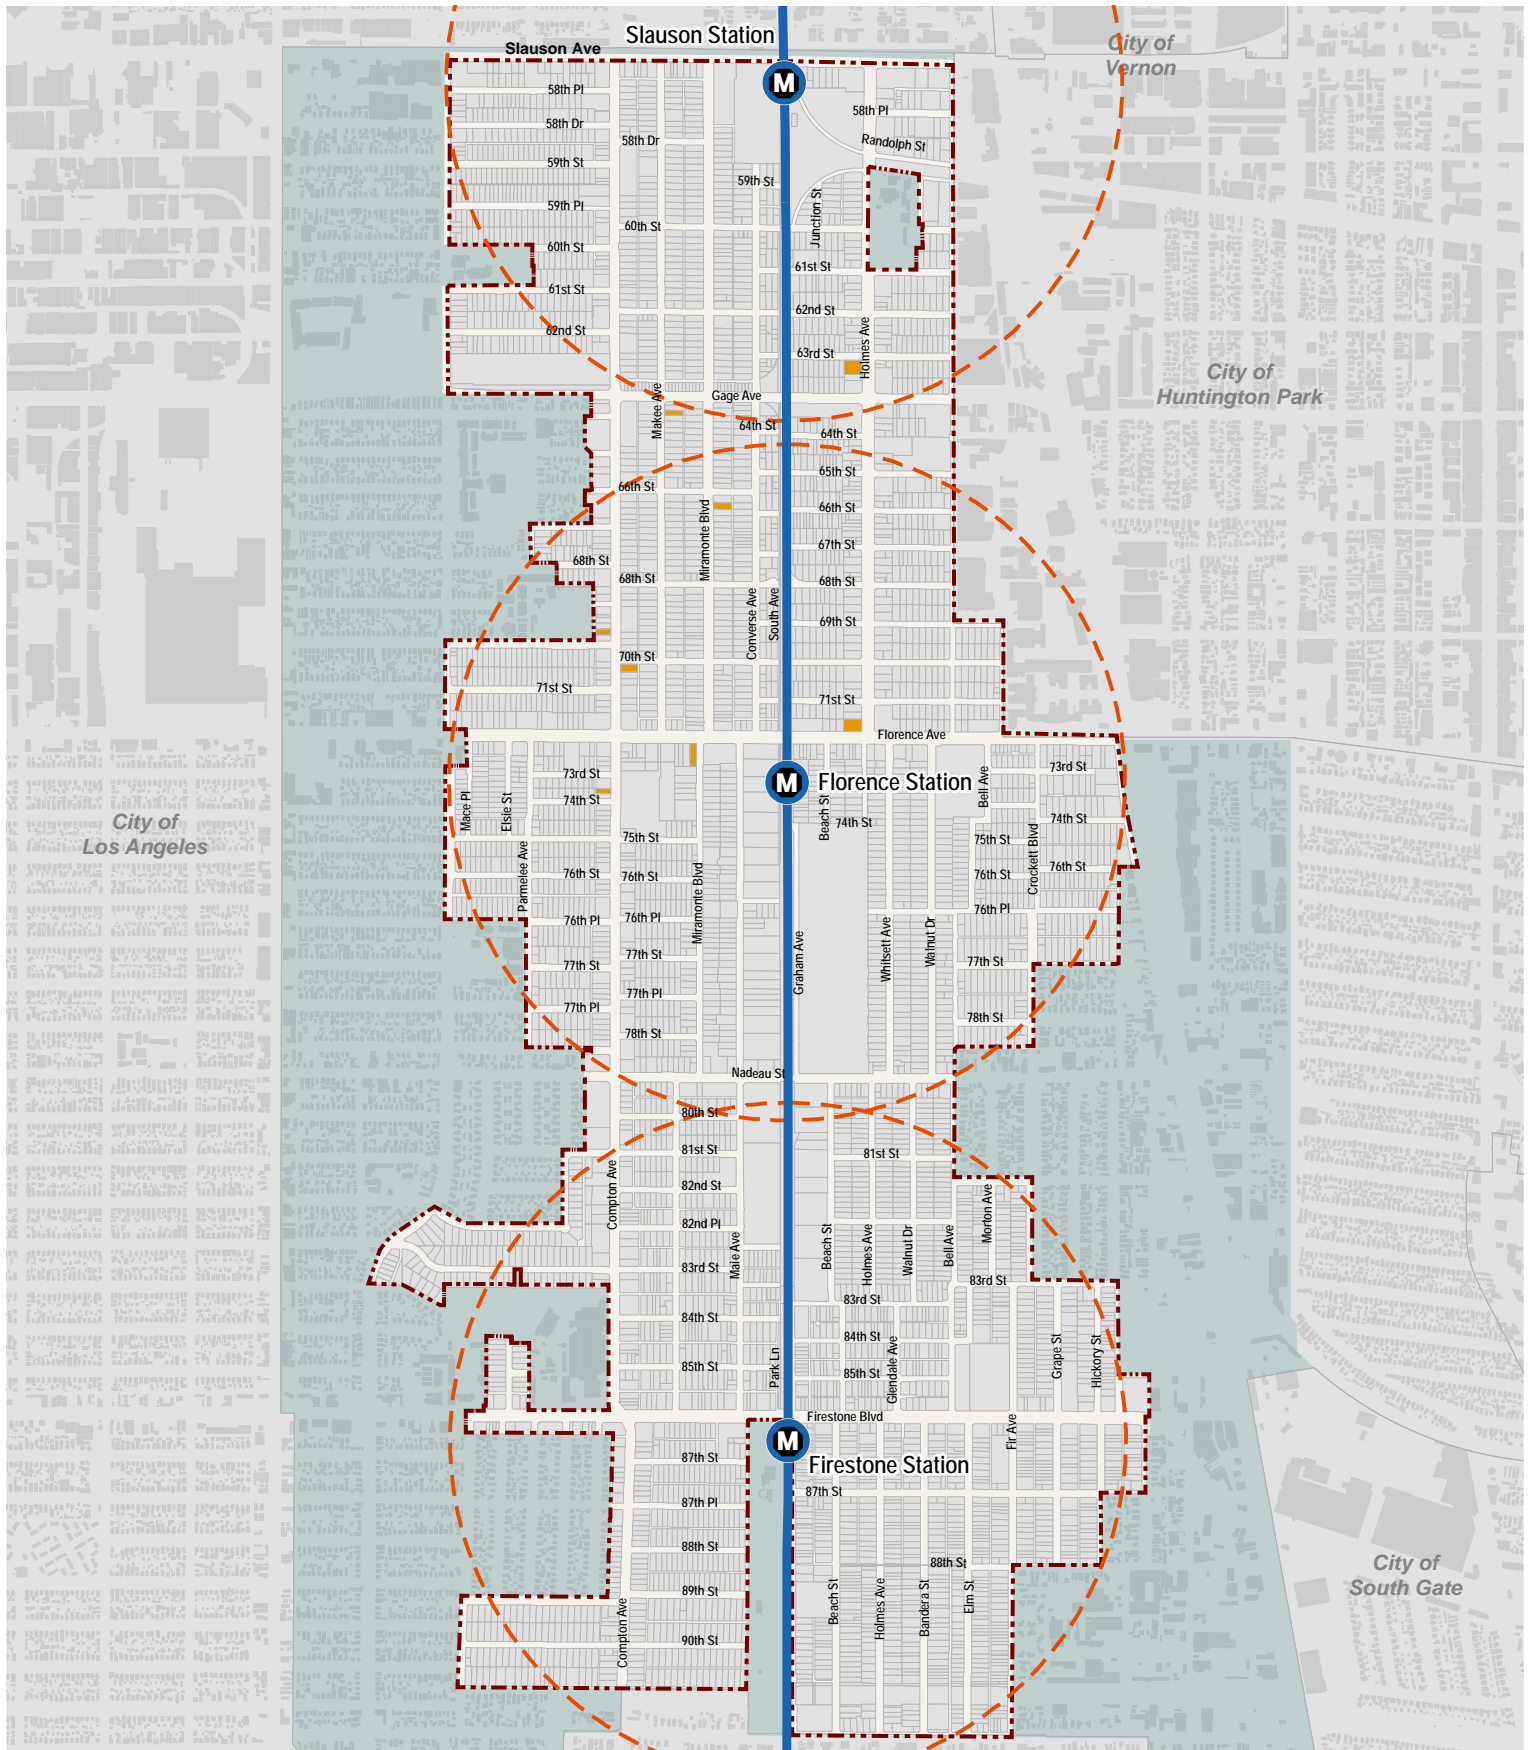 Slauson Station
City of
Vernon
Slauson Ave
M
58th Pl
58th Pl
58th Dr
58th Dr
Randolph St
59th St
59th St
59th Pl
Junction St
60th St
60th St
61st St
61st St
62nd St
62nd St
63rd St
Holmes Ave
City of
Huntington Park
Gage Ave
Makee Ave
64th St
64th St
65th St
66th St
66th St
Miramonte Blvd
67th St
68th St
68th St
68th St
Converse Ave
South Ave
69th St
70th St
71st St
71st St
Florence Ave
73rd St
73rd St
M
Florence Station
Bell Ave
74th St
Mace Pl
Elsie St
Beach St
74th St
74th St
City of
Los Angeles
75th St
75th St
Crockett Blvd
76th St
76th St
76th St
76th St
Parmelee Ave
Miramonte Blvd
76th Pl
76th Pl
76th Pl
Whitsett Ave
Walnut Dr
Graham Ave
77th St
77th St
77th St
77th Pl
77th Pl
78th St
78th St
Nadeau St
80th St
81st St
81st St
Compton Ave
82nd St
Morton Ave
82nd Pl
Maie Ave
Beach St
Holmes Ave
Walnut Dr
Bell Ave
83rd St
83rd St
83rd St
84th St
84th St
Grape St
Hickory St
85th St
85th St
Park Ln
Glendale Ave
Firestone Blvd
Fir Ave
M
Firestone Station
87th St
87th St
87th Pl
88th St
88th St
City of
South Gate
89th St
Beach St
Holmes Ave
Bandera St
Elm St
Compton Ave
90th St